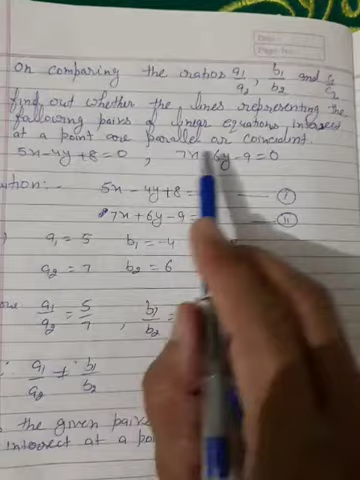 On comparing the ratios a₁/a₂, b₁/b₂ and c₁/c₂
find out whether the lines representing the
following pairs of linear equations, intersect
at a point are parallel or coincident.
5x-4y+8=0, 7x+6y-9=0
ution:- 5x-4y+8= — (i)
7x+6y-9= — (ii)
a₁=5 b₁=-4
a₂=7 b₂=6
a₁/a₂ = 5/7, b₁/b₂ =
∴ a₁/a₂ ≠ b₁/b₂
the given pair
intersect at a po